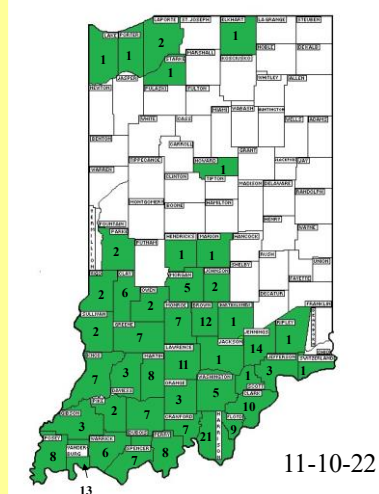 LAPORTE ST. JOSEPH ELKHART LAGRANGE STEUBEN
LAKE PORTER 2 1 NOBLE DEKALB
1 1 STARKE MARSHALL KOSCIUSKO
1
JASPER WHITLEY ALLEN
NEWTON PULASKI FULTON
MIAMI WABASH HUNTINGTON
WHITE CASS WELLS ADAMS
BENTON CARROLL GRANT
HOWARD JAY
WARREN TIPPECANOE 1
CLINTON TIPTON
MADISON DELAWARE RANDOLPH
MONTGOMERY BOONE HAMILTON
FOUNTAIN HENRY WAYNE
VERMILLION PARKE PUTNAM HENDRICKS MARION HANCOCK
2 1 1 RUSH FAYETTE UNION
SHELBY
VIGO CLAY MORGAN JOHNSON
2 6 OWEN 5 2 DECATUR FRANKLIN
2 MONROE BROWN BARTHOLOMEW
SULLIVAN 7 12 1 RIPLEY
2 GREENE JENNINGS 1
7 JACKSON 14
LAWRENCE JEFFERSON SWITZERLAND
KNOX MARTIN 11 1 3 1
7 3 8 WASHINGTON 1 SCOTT
DAVIESS ORANGE 5 CLARK
PIKE 3 10
GIBSON 2 7 CRAWFORD FLOYD
3 DUBOIS 7 HARRISON 9
POSEY VANDER-
BURG WARRICK SPENCER PERRY 21
8 6 7 8
13
11-10-22